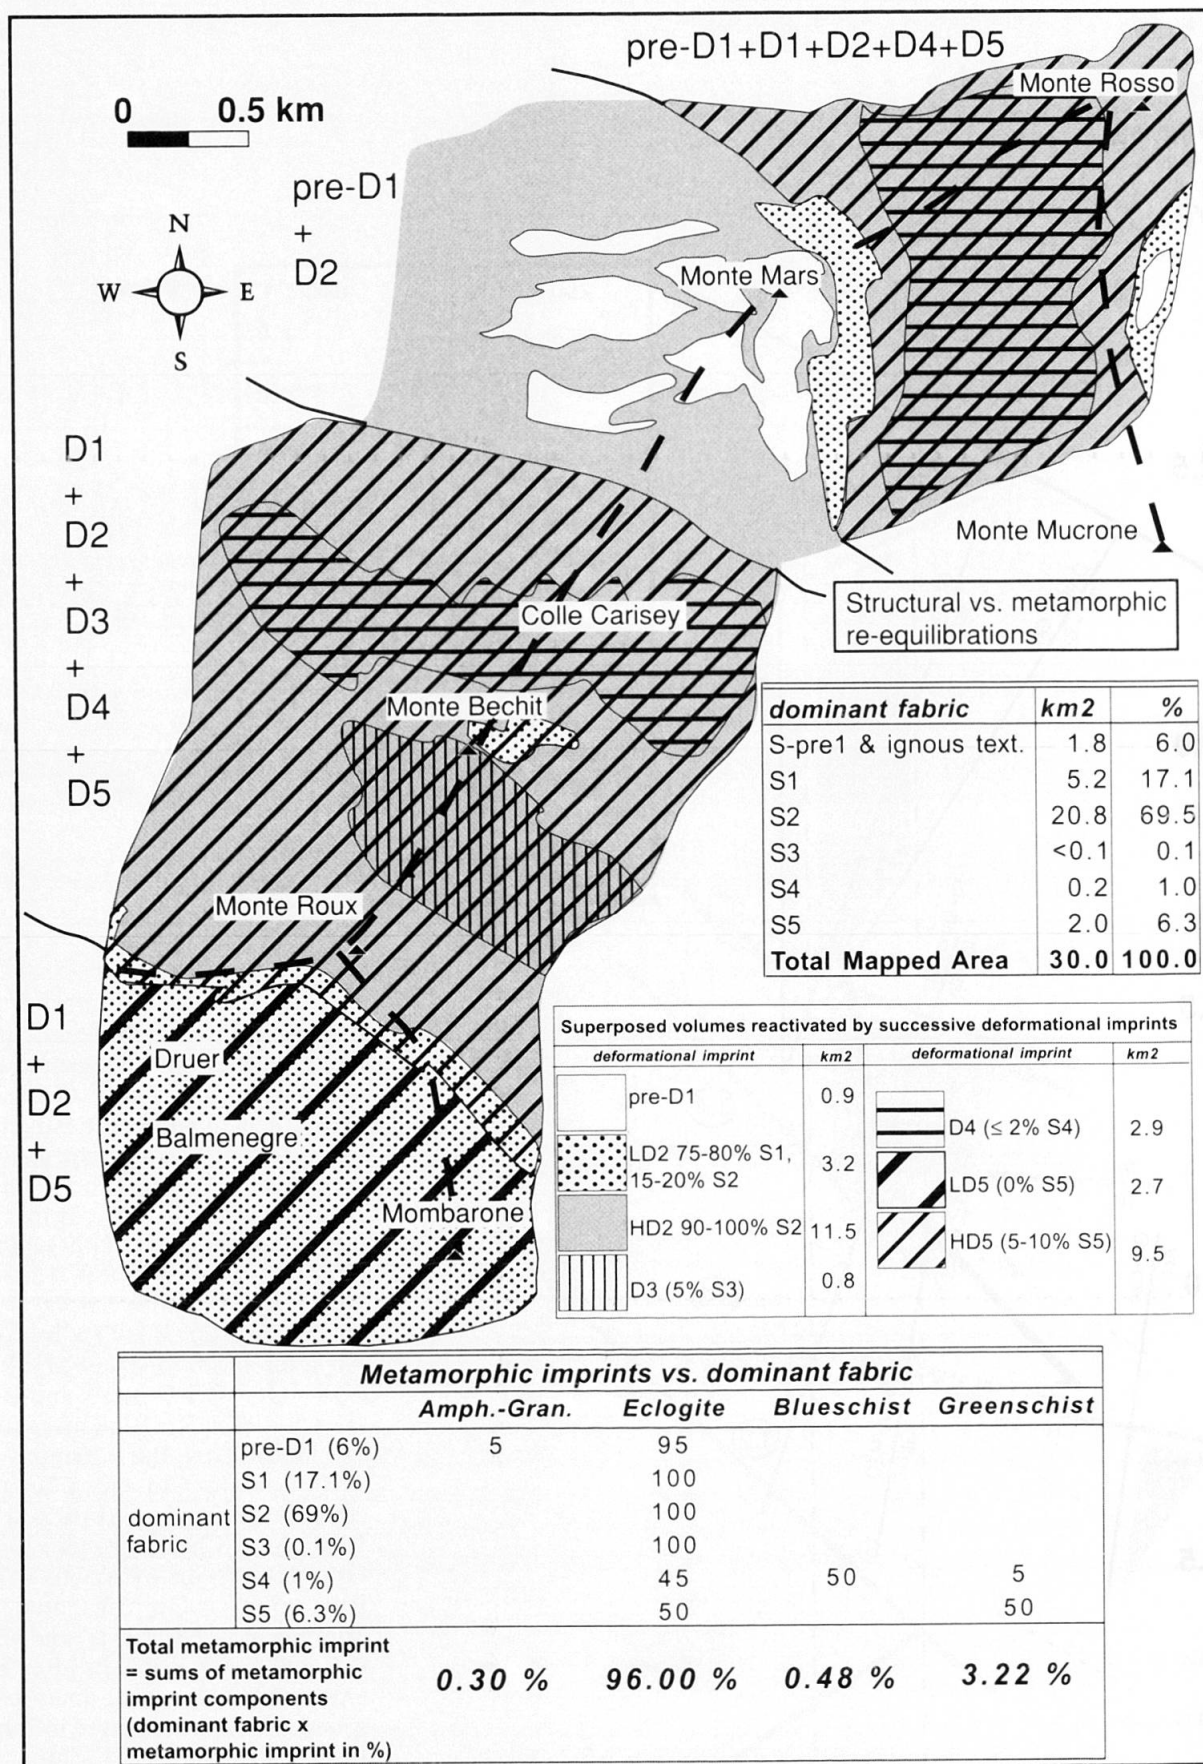 pre-D1+D1+D2+D4+D5
Monte Rosso
0 0.5 km
pre-D1
+
D2
N
W E
S
Monte Mars
D1
+
D2
+
D3
+
D4
+
D5
Monte Mucrone
Colle Carisey
Structural vs. metamorphic
re-equilibrations
Monte Bechit
dominant fabric km2 %
S-pre1 & ignous text. 1.8 6.0
S1 5.2 17.1
S2 20.8 69.5
S3 <0.1 0.1
S4 0.2 1.0
S5 2.0 6.3
Total Mapped Area 30.0 100.0
Monte Roux
D1
+
D2
+
D5
Druer
Balmenegre
Mombarone
Superposed volumes reactivated by successive deformational imprints
deformational imprint km2 deformational imprint km2
pre-D1 0.9
LD2 75-80% S1,
15-20% S2 3.2
HD2 90-100% S2 11.5
D3 (5% S3) 0.8
D4 (≤ 2% S4) 2.9
LD5 (0% S5) 2.7
HD5 (5-10% S5) 9.5
Metamorphic imprints vs. dominant fabric
Amph.-Gran. Eclogite Blueschist Greenschist
dominant
fabric
pre-D1 (6%) 5 95
S1 (17.1%) 100
S2 (69%) 100
S3 (0.1%) 100
S4 (1%) 45 50 5
S5 (6.3%) 50 50
Total metamorphic imprint
= sums of metamorphic
imprint components
(dominant fabric x
metamorphic imprint in %)
0.30 % 96.00 % 0.48 % 3.22 %